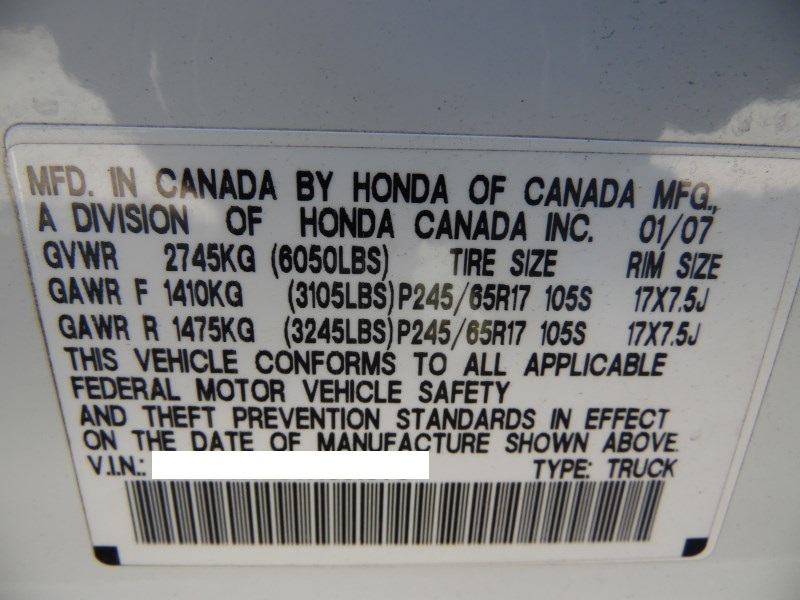 MFD. IN CANADA BY HONDA OF CANADA MFG.,
A DIVISION OF HONDA CANADA INC. 01/07
GVWR 2745KG (6050LBS) TIRE SIZE RIM SIZE
GAWR F 1410KG (3105LBS) P245/65R17 105S 17X7.5J
GAWR R 1475KG (3245LBS) P245/65R17 105S 17X7.5J
THIS VEHICLE CONFORMS TO ALL APPLICABLE
FEDERAL MOTOR VEHICLE SAFETY
AND THEFT PREVENTION STANDARDS IN EFFECT
ON THE DATE OF MANUFACTURE SHOWN ABOVE.
V.I.N.: TYPE: TRUCK